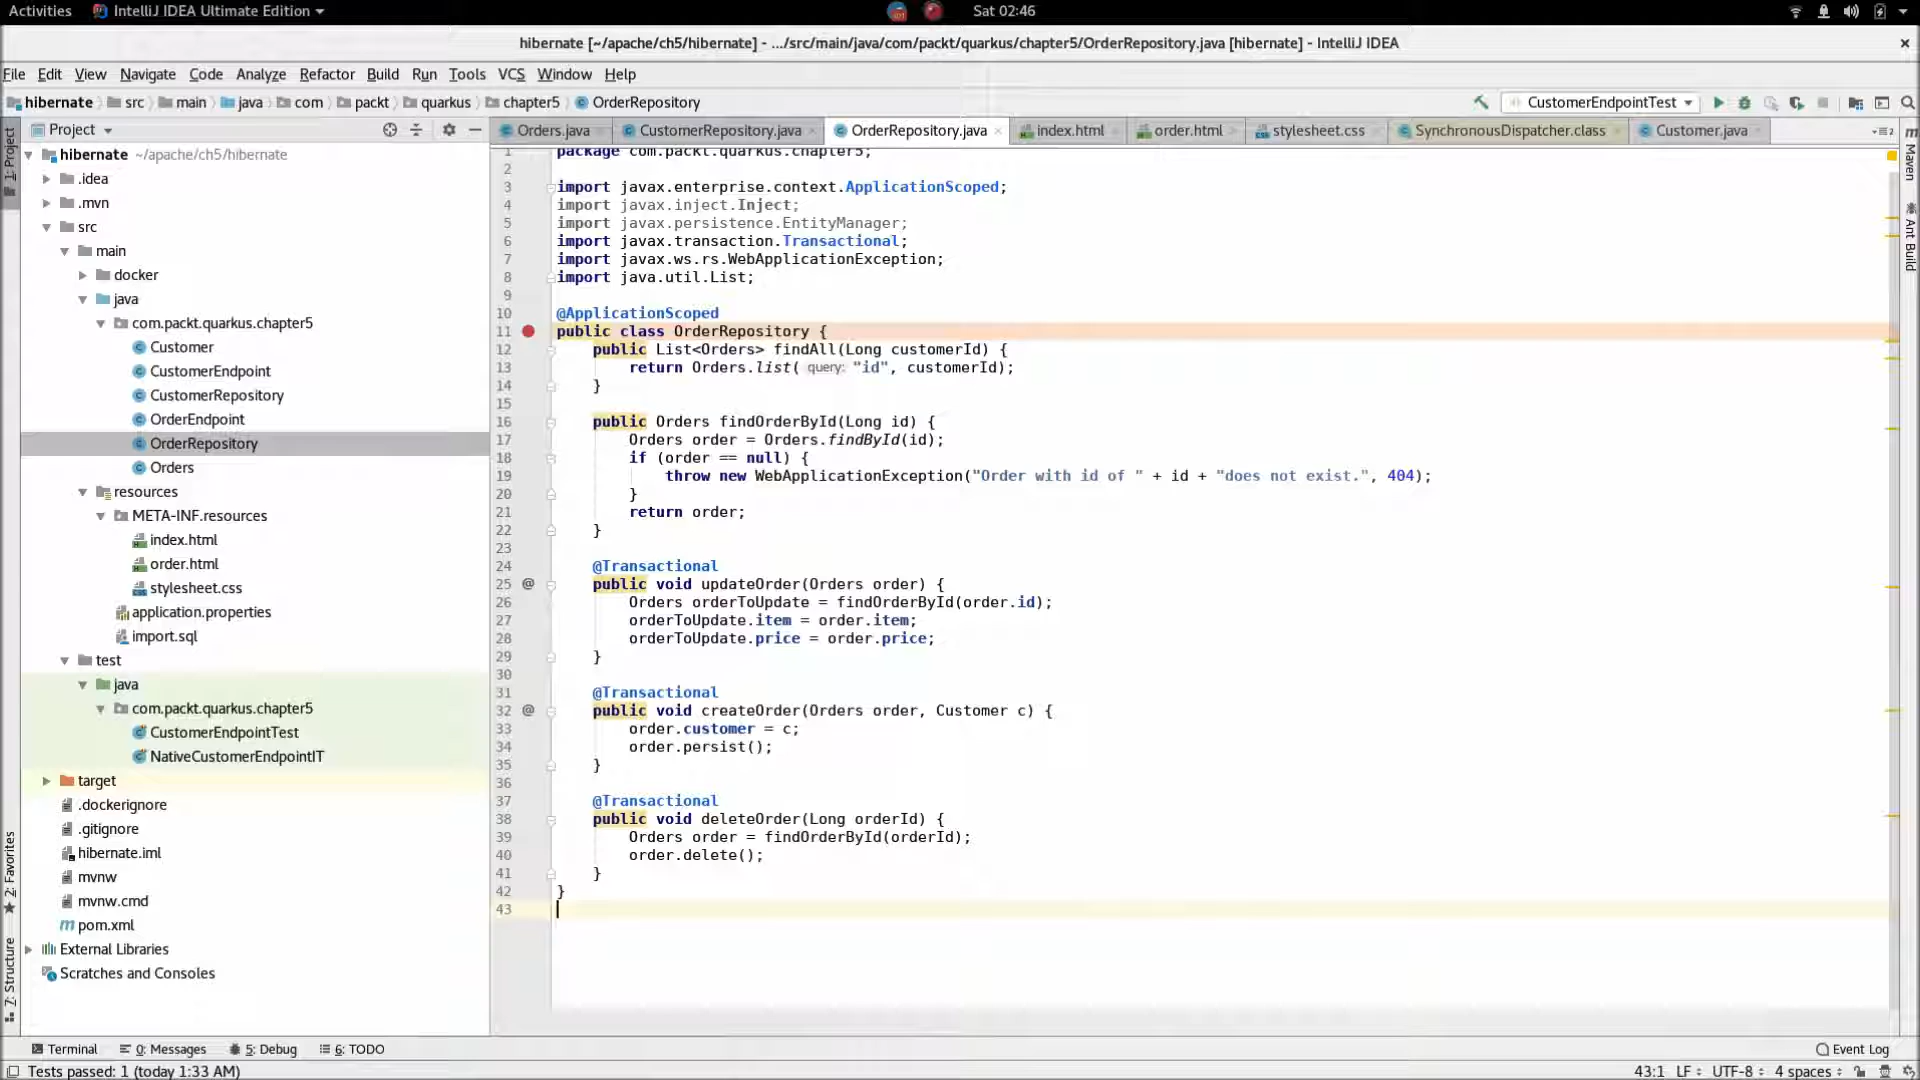 Activities IntelliJ IDEA Ultimate Edition Sat 02:46
hibernate [~/apache/ch5/hibernate] - .../src/main/java/com/packt/quarkus/chapter5/OrderRepository.java [hibernate] - IntelliJ IDEA
File Edit View Navigate Code Analyze Refactor Build Run Tools VCS Window Help
hibernate src main java com packt quarkus chapter5 OrderRepository CustomerEndpointTest
Project
Orders.java CustomerRepository.java OrderRepository.java index.html order.html stylesheet.css SynchronousDispatcher.class Customer.java
1: Project
2: Favorites
7: Structure
Maven
Ant Build
hibernate ~/apache/ch5/hibernate
.idea
.mvn
src
main
docker
java
com.packt.quarkus.chapter5
Customer
CustomerEndpoint
CustomerRepository
OrderEndpoint
OrderRepository
Orders
resources
META-INF.resources
index.html
order.html
stylesheet.css
application.properties
import.sql
test
java
com.packt.quarkus.chapter5
CustomerEndpointTest
NativeCustomerEndpointIT
target
.dockerignore
.gitignore
hibernate.iml
mvnw
mvnw.cmd
pom.xml
External Libraries
Scratches and Consoles
1 package com.packt.quarkus.chapter5;
2
3 import javax.enterprise.context.ApplicationScoped;
4 import javax.inject.Inject;
5 import javax.persistence.EntityManager;
6 import javax.transaction.Transactional;
7 import javax.ws.rs.WebApplicationException;
8 import java.util.List;
9
10 @ApplicationScoped
11 public class OrderRepository {
12 public List<Orders> findAll(Long customerId) {
13 return Orders.list( query: "id", customerId);
14 }
15
16 public Orders findOrderById(Long id) {
17 Orders order = Orders.findById(id);
18 if (order == null) {
19 throw new WebApplicationException("Order with id of " + id + "does not exist.", 404);
20 }
21 return order;
22 }
23
24 @Transactional
25 @ public void updateOrder(Orders order) {
26 Orders orderToUpdate = findOrderById(order.id);
27 orderToUpdate.item = order.item;
28 orderToUpdate.price = order.price;
29 }
30
31 @Transactional
32 @ public void createOrder(Orders order, Customer c) {
33 order.customer = c;
34 order.persist();
35 }
36
37 @Transactional
38 public void deleteOrder(Long orderId) {
39 Orders order = findOrderById(orderId);
40 order.delete();
41 }
42 }
43
Terminal 0: Messages 5: Debug 6: TODO Event Log
Tests passed: 1 (today 1:33 AM) 43:1 LF UTF-8 4 spaces